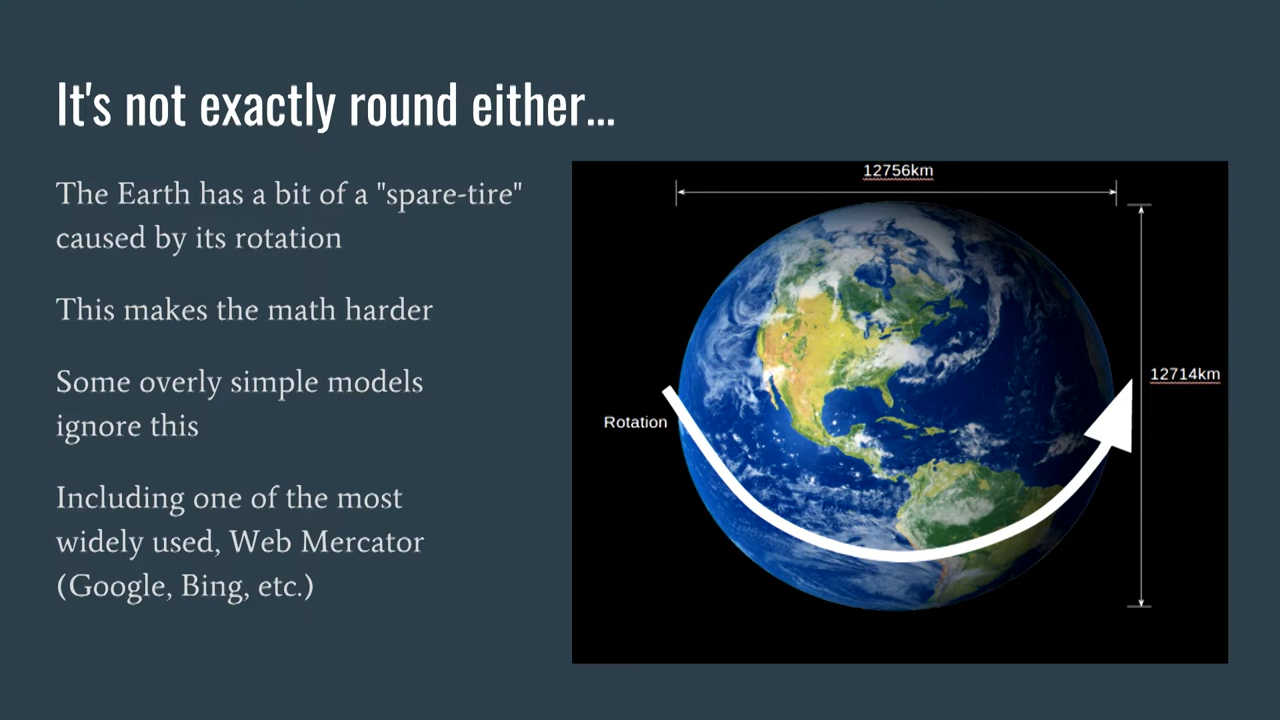 It's not exactly round either...
The Earth has a bit of a "spare-tire"
caused by its rotation
This makes the math harder
Some overly simple models
ignore this
Including one of the most
widely used, Web Mercator
(Google, Bing, etc.)
12756km
12714km
Rotation